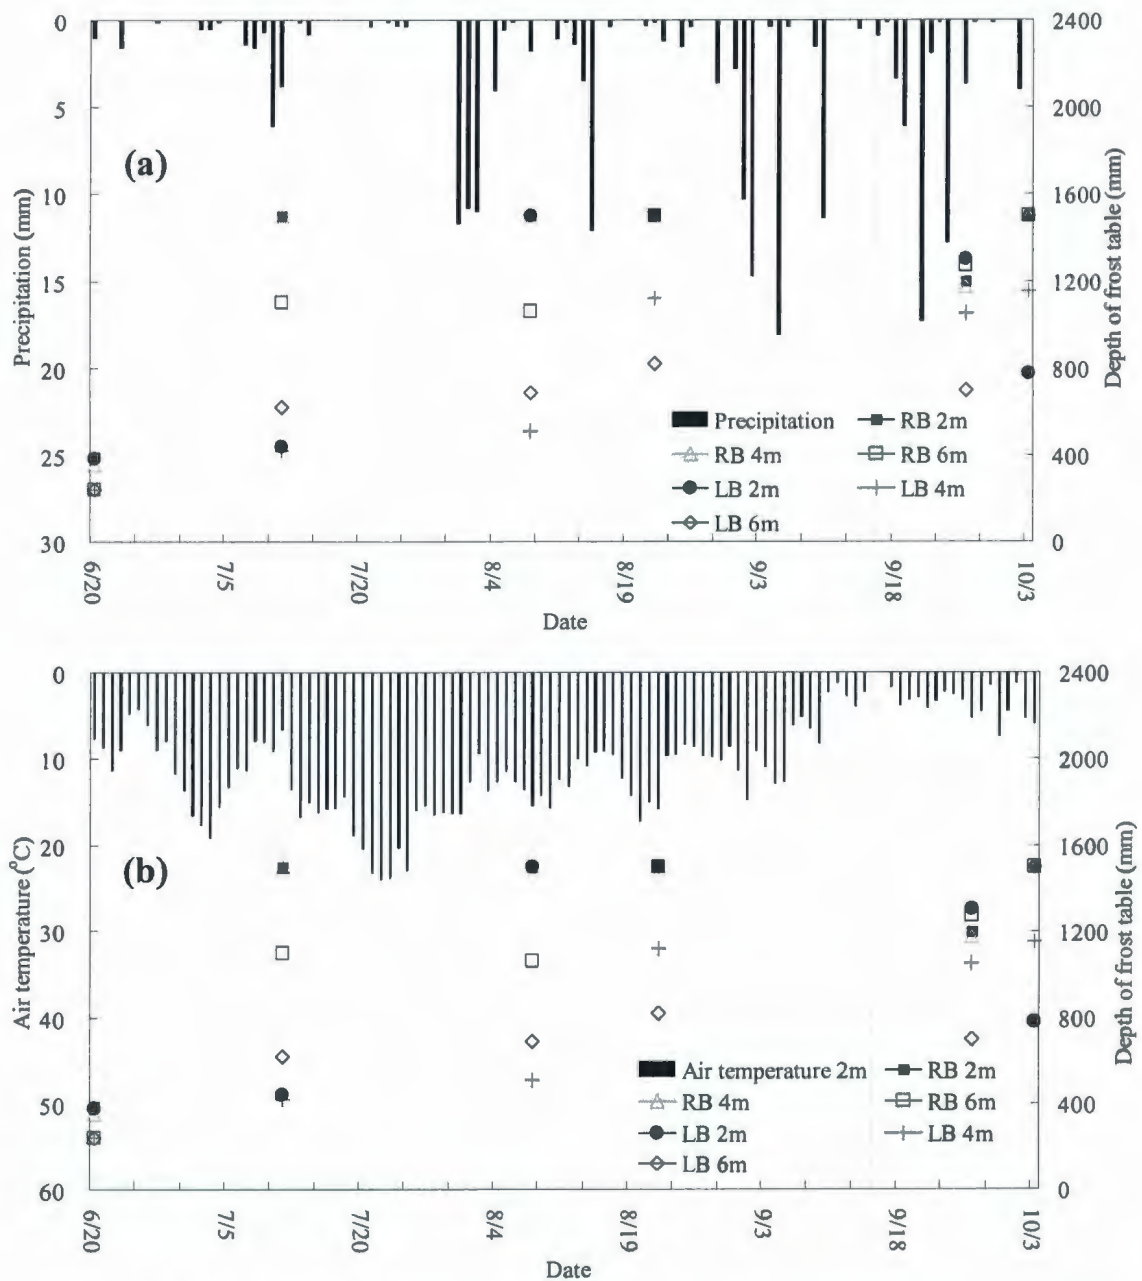 0
5
10
15
20
25
30
Precipitation (mm)
(a)
2400
2000
1600
1200
800
400
0
Depth of frost table (mm)
Precipitation
RB 2m
RB 4m
RB 6m
LB 2m
LB 4m
LB 6m
6/20
7/5
7/20
8/4
8/19
9/3
9/18
10/3
Date
0
10
20
30
40
50
60
Air temperature (°C)
(b)
2400
2000
1600
1200
800
400
0
Depth of frost table (mm)
Air temperature 2m
RB 2m
RB 4m
RB 6m
LB 2m
LB 4m
LB 6m
6/20
7/5
7/20
8/4
8/19
9/3
9/18
10/3
Date